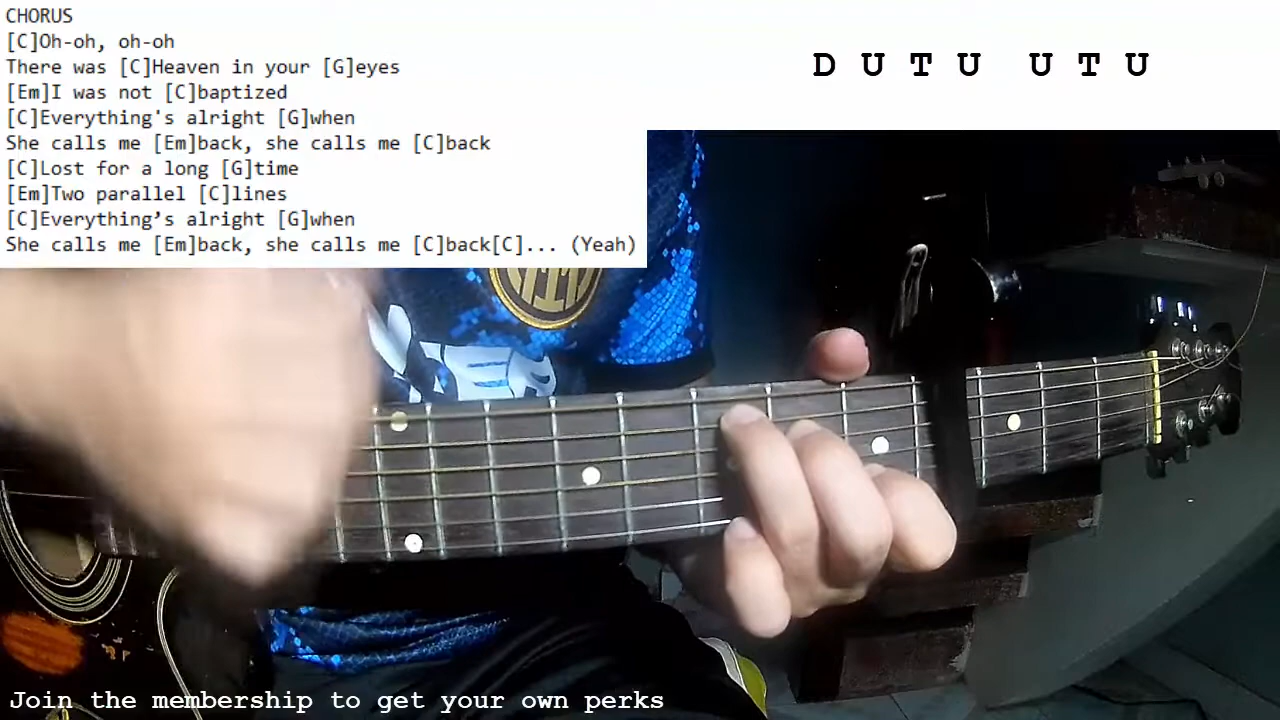 CHORUS
[C]Oh-oh, oh-oh
There was [C]Heaven in your [G]eyes
[Em]I was not [C]baptized
[C]Everything's alright [G]when
She calls me [Em]back, she calls me [C]back
[C]Lost for a long [G]time
[Em]Two parallel [C]lines
[C]Everything’s alright [G]when
She calls me [Em]back, she calls me [C]back[C]... (Yeah)
D U T U  U T U
Join the membership to get your own perks